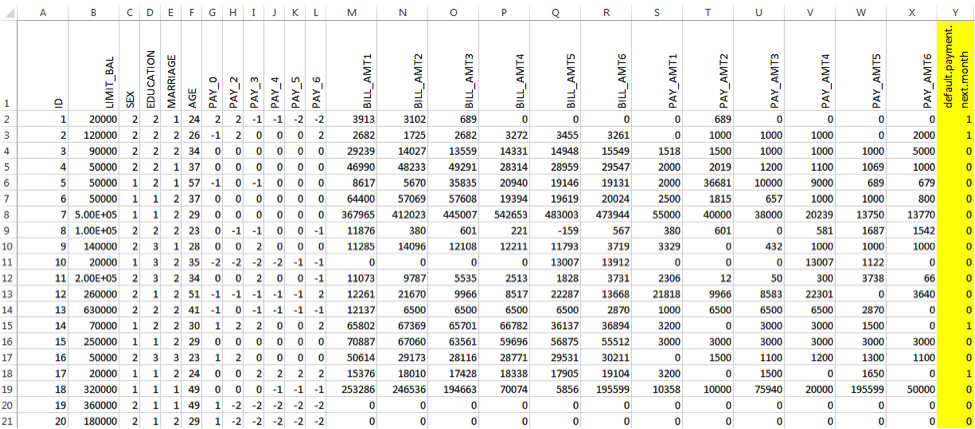 A B C D E F G H I J K L M N O P Q R S T U V W X Y
1 ID LIMIT_BAL SEX EDUCATION MARRIAGE AGE PAY_0 PAY_2 PAY_3 PAY_4 PAY_5 PAY_6 BILL_AMT1 BILL_AMT2 BILL_AMT3 BILL_AMT4 BILL_AMT5 BILL_AMT6 PAY_AMT1 PAY_AMT2 PAY_AMT3 PAY_AMT4 PAY_AMT5 PAY_AMT6 default.payment.next.month
2 1 20000 2 2 1 24 2 2 -1 -1 -2 -2 3913 3102 689 0 0 0 0 689 0 0 0 0 1
3 2 120000 2 2 2 26 -1 2 0 0 0 2 2682 1725 2682 3272 3455 3261 0 1000 1000 1000 0 2000 1
4 3 90000 2 2 2 34 0 0 0 0 0 0 29239 14027 13559 14331 14948 15549 1518 1500 1000 1000 1000 5000 0
5 4 50000 2 2 1 37 0 0 0 0 0 0 46990 48233 49291 28314 28959 29547 2000 2019 1200 1100 1069 1000 0
6 5 50000 1 2 1 57 -1 0 -1 0 0 0 8617 5670 35835 20940 19146 19131 2000 36681 10000 9000 689 679 0
7 6 50000 1 1 2 37 0 0 0 0 0 0 64400 57069 57608 19394 19619 20024 2500 1815 657 1000 1000 800 0
8 7 5.00E+05 1 1 2 29 0 0 0 0 0 0 367965 412023 445007 542653 483003 473944 55000 40000 38000 20239 13750 13770 0
9 8 1.00E+05 2 2 2 23 0 -1 -1 0 0 -1 11876 380 601 221 -159 567 380 601 0 581 1687 1542 0
10 9 140000 2 3 1 28 0 0 2 0 0 0 11285 14096 12108 12211 11793 3719 3329 0 432 1000 1000 1000 0
11 10 20000 1 3 2 35 -2 -2 -2 -2 -1 -1 0 0 0 0 13007 13912 0 0 0 13007 1122 0 0
12 11 2.00E+05 2 3 2 34 0 0 2 0 0 -1 11073 9787 5535 2513 1828 3731 2306 12 50 300 3738 66 0
13 12 260000 2 1 2 51 -1 -1 -1 -1 -1 2 12261 21670 9966 8517 22287 13668 21818 9966 8583 22301 0 3640 0
14 13 630000 2 2 2 41 -1 0 -1 -1 -1 -1 12137 6500 6500 6500 6500 2870 1000 6500 6500 6500 2870 0 0
15 14 70000 1 2 2 30 1 2 2 0 0 2 65802 67369 65701 66782 36137 36894 3200 0 3000 3000 1500 0 1
16 15 250000 1 1 2 29 0 0 0 0 0 0 70887 67060 63561 59696 56875 55512 3000 3000 3000 3000 3000 3000 0
17 16 50000 2 3 3 23 1 2 0 0 0 0 50614 29173 28116 28771 29531 30211 0 1500 1100 1200 1300 1100 0
18 17 20000 1 1 2 24 0 0 2 2 2 2 15376 18010 17428 18338 17905 19104 3200 0 1500 0 1650 0 1
19 18 320000 1 1 1 49 0 0 0 -1 -1 -1 253286 246536 194663 70074 5856 195599 10358 10000 75940 20000 195599 50000 0
20 19 360000 2 1 1 49 1 -2 -2 -2 -2 -2 0 0 0 0 0 0 0 0 0 0 0 0 0
21 20 180000 2 1 2 29 1 -2 -2 -2 -2 -2 0 0 0 0 0 0 0 0 0 0 0 0 0